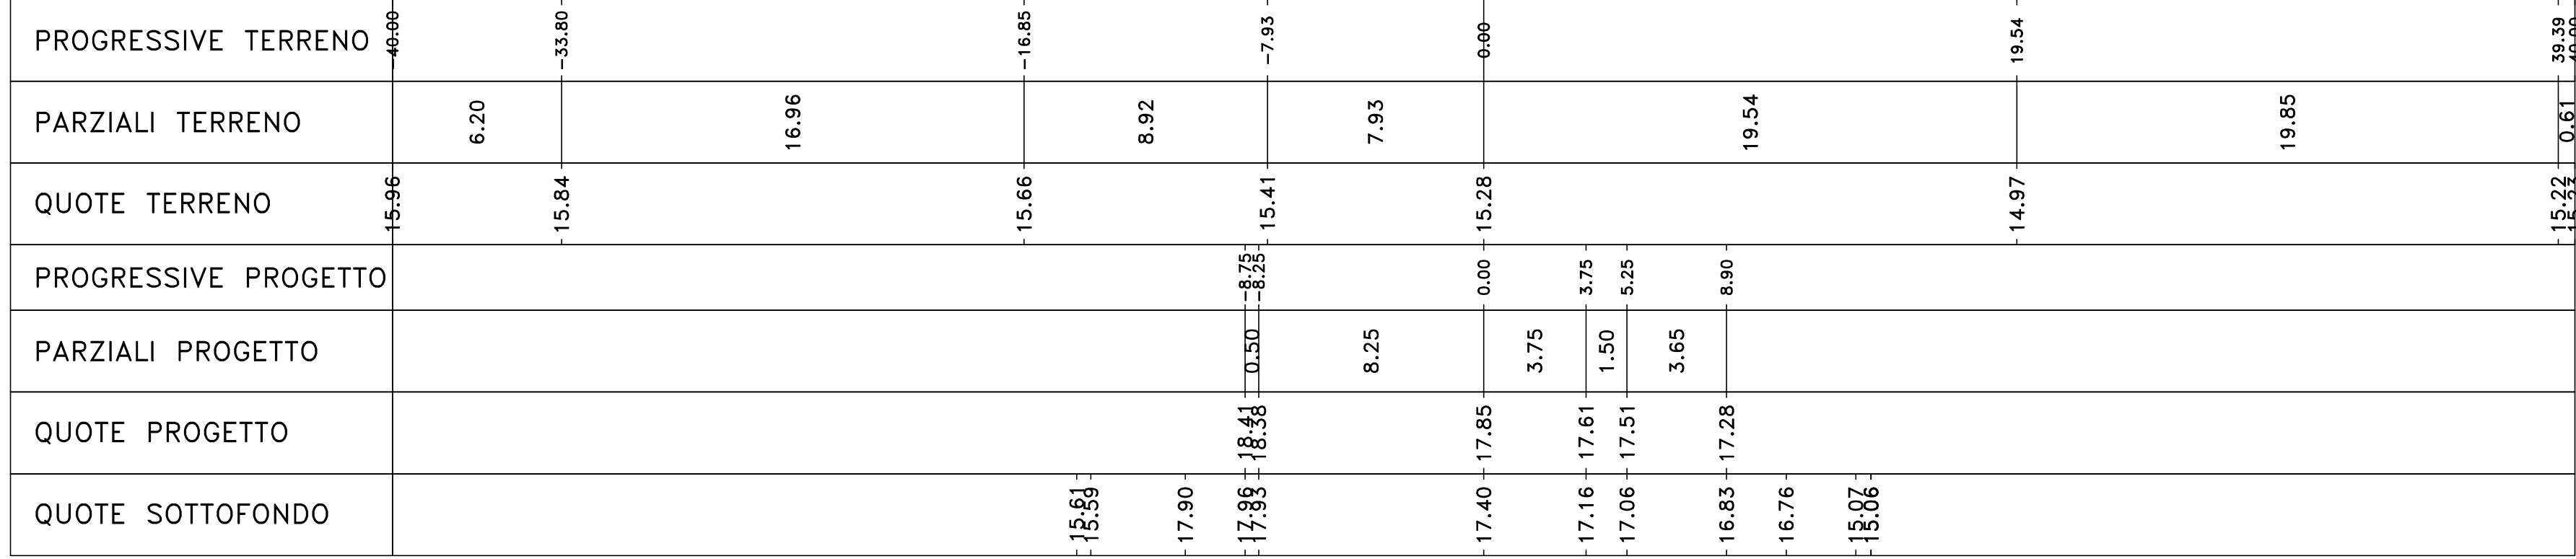 PROGRESSIVE TERRENO -40.00 -33.80 -16.85 -7.93 0.00 19.54 39.39
PARZIALI TERRENO 6.20 16.96 8.92 7.93 19.54 19.85 0.61
QUOTE TERRENO 15.96 15.84 15.66 15.41 15.28 14.97 15.22
PROGRESSIVE PROGETTO -8.75 -8.25 0.00 3.75 5.25 8.90
PARZIALI PROGETTO 0.50 8.25 3.75 1.50 3.65
QUOTE PROGETTO 18.41 18.38 17.85 17.61 17.51 17.28
QUOTE SOTTOFONDO 15.61 15.59 17.90 17.96 17.93 17.40 17.16 17.06 16.83 16.76 15.07 15.06